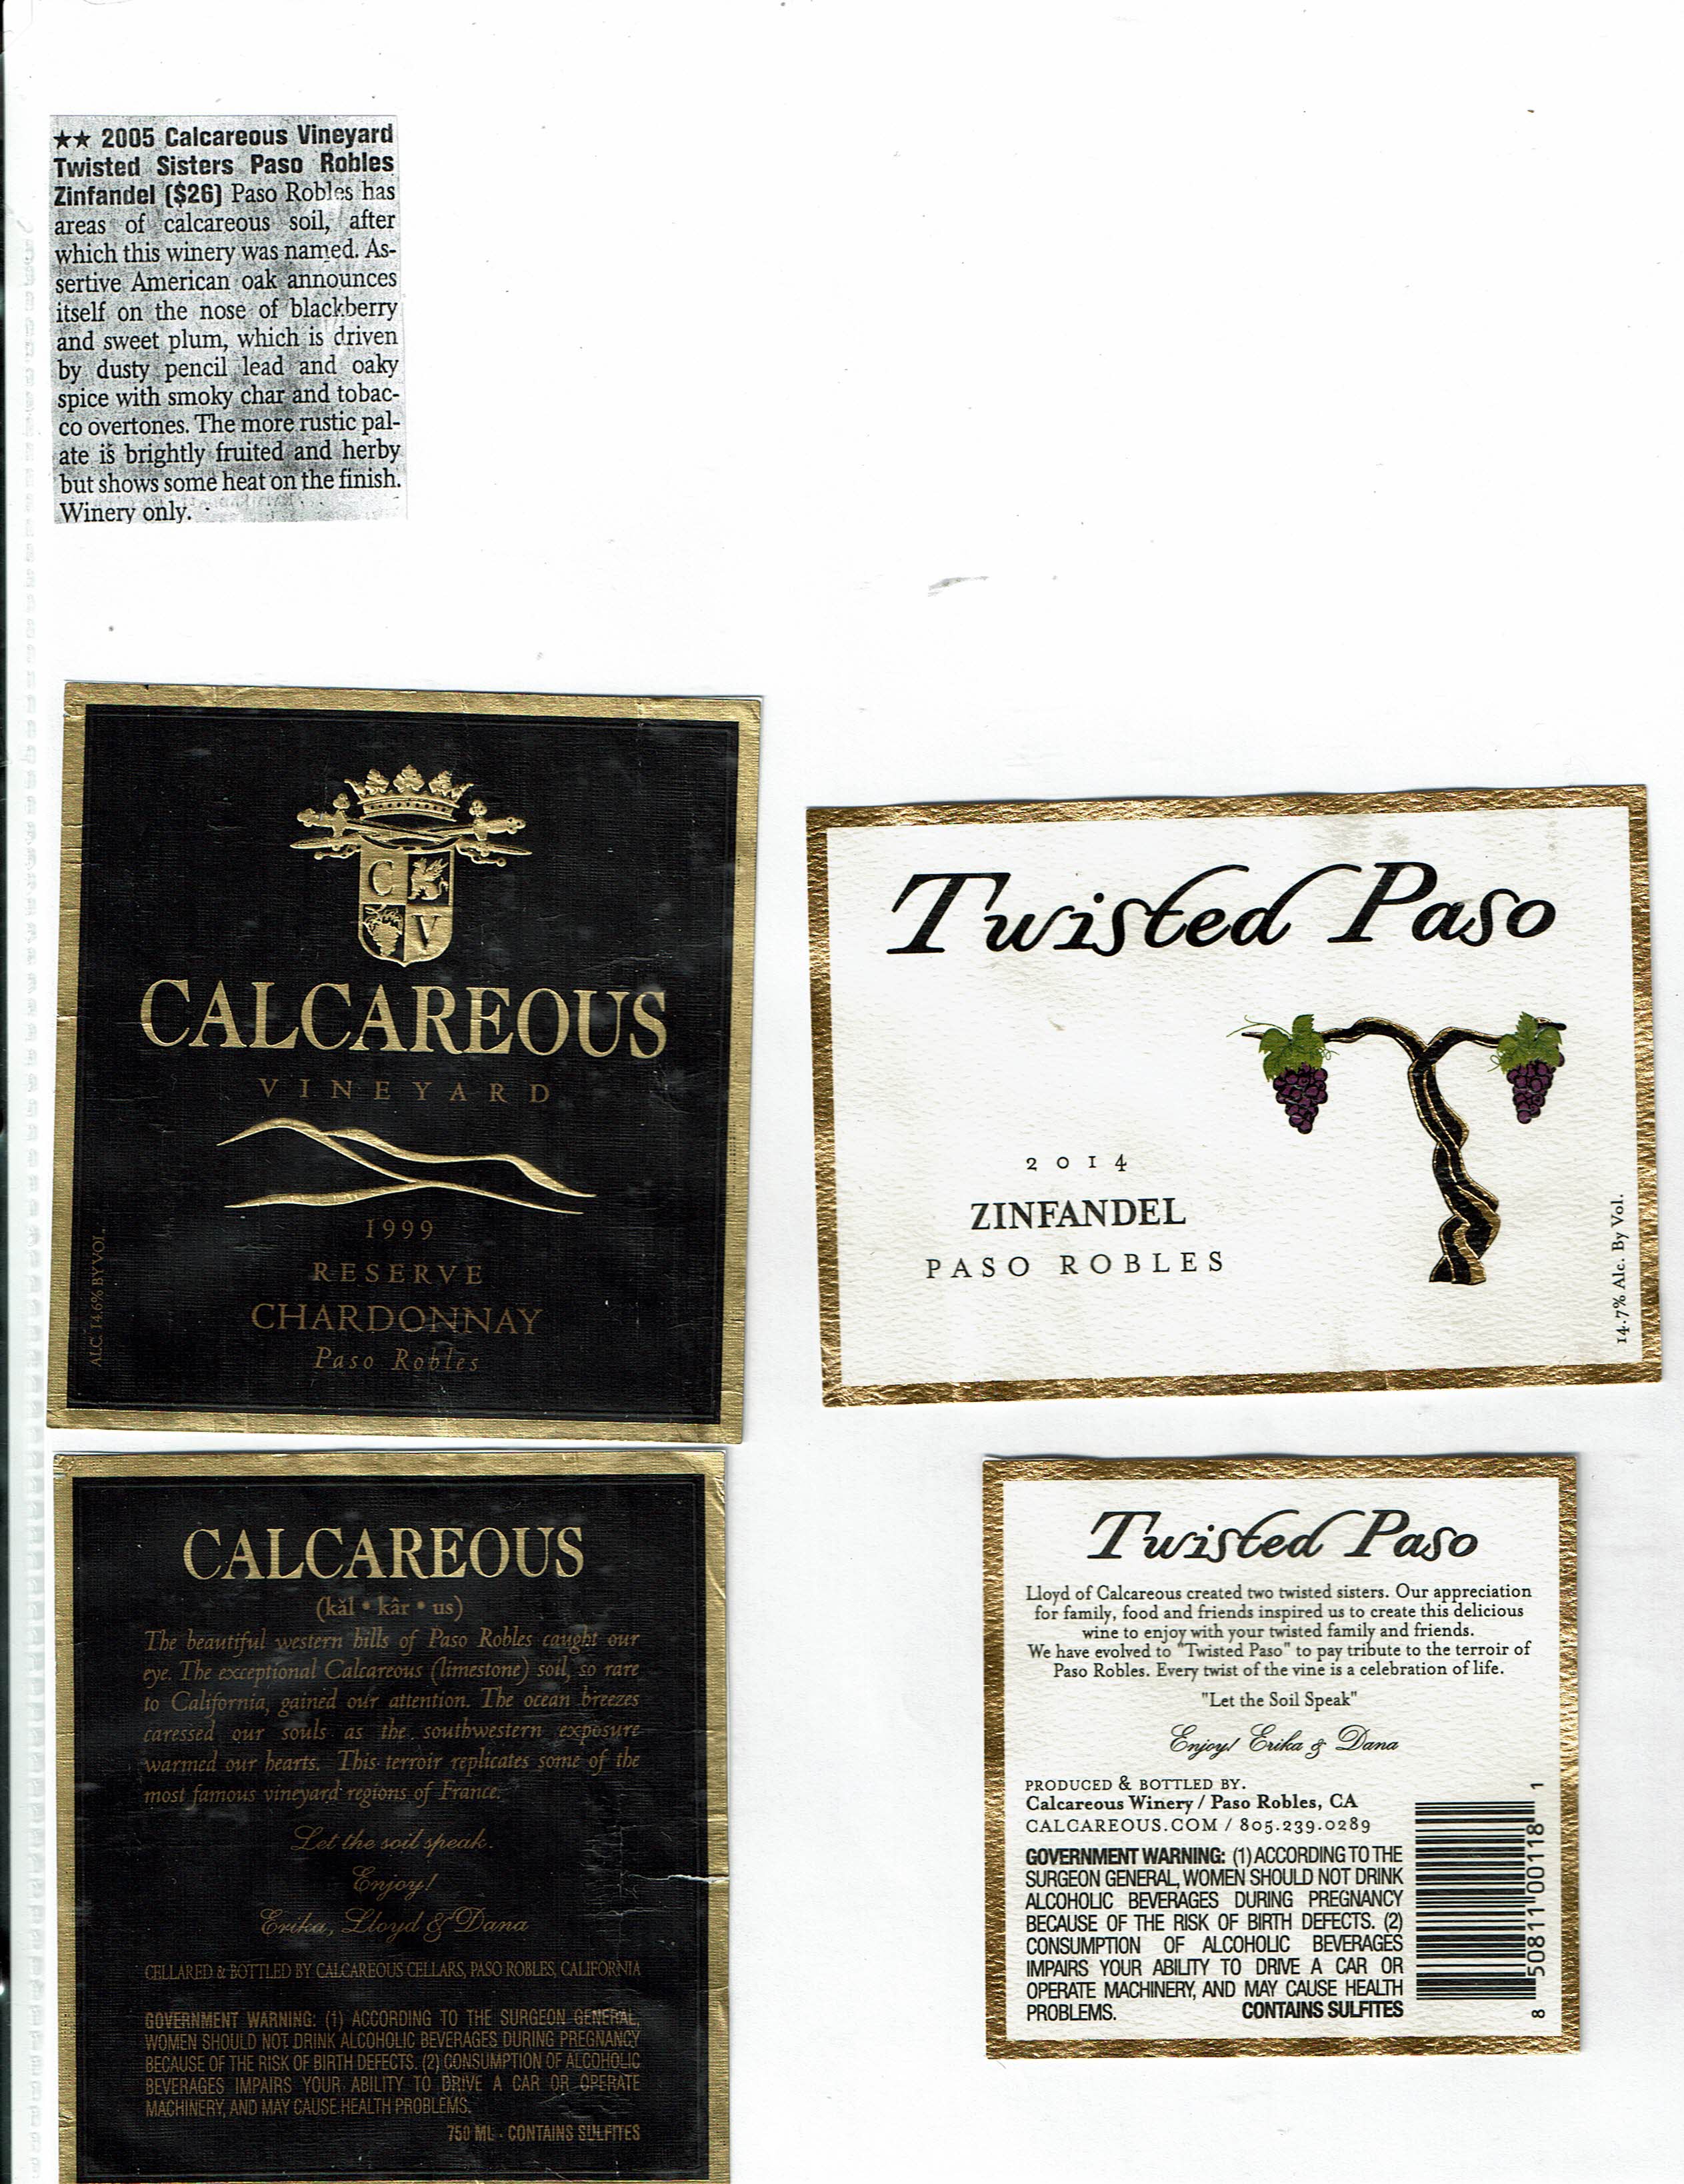 ★★ 2005 Calcareous Vineyard
Twisted Sisters Paso Robles
Zinfandel ($26) Paso Robles has
areas of calcareous soil, after
which this winery was named. As-
sertive American oak announces
itself on the nose of blackberry
and sweet plum, which is driven
by dusty pencil lead and oaky
spice with smoky char and tobac-
co overtones. The more rustic pal-
ate is brightly fruited and herby
but shows some heat on the finish.
Winery only.
C
V
CALCAREOUS
VINEYARD
1999
RESERVE
CHARDONNAY
Paso Robles
ALC. 14.6% BY VOL.
CALCAREOUS
(kăl • kâr • us)
The beautiful western hills of Paso Robles caught our
eye. The exceptional Calcareous (limestone) soil, so rare
to California, gained our attention. The ocean breezes
caressed our souls as the southwestern exposure
warmed our hearts. This terroir replicates some of the
most famous vineyard regions of France.
Let the soil speak.
Enjoy!
Erika, Lloyd & Dana
CELLARED & BOTTLED BY CALCAREOUS CELLARS, PASO ROBLES, CALIFORNIA
GOVERNMENT WARNING: (1) ACCORDING TO THE SURGEON GENERAL,
WOMEN SHOULD NOT DRINK ALCOHOLIC BEVERAGES DURING PREGNANCY
BECAUSE OF THE RISK OF BIRTH DEFECTS. (2) CONSUMPTION OF ALCOHOLIC
BEVERAGES IMPAIRS YOUR ABILITY TO DRIVE A CAR OR OPERATE
MACHINERY, AND MAY CAUSE HEALTH PROBLEMS.
750 ML - CONTAINS SULFITES
Twisted Paso
2014
ZINFANDEL
PASO ROBLES
14.7% Alc. By Vol.
Twisted Paso
Lloyd of Calcareous created two twisted sisters. Our appreciation
for family, food and friends inspired us to create this delicious
wine to enjoy with your twisted family and friends.
We have evolved to "Twisted Paso" to pay tribute to the terroir of
Paso Robles. Every twist of the vine is a celebration of life.
"Let the Soil Speak"
Enjoy! Erika & Dana
PRODUCED & BOTTLED BY.
Calcareous Winery / Paso Robles, CA
CALCAREOUS.COM / 805.239.0289
GOVERNMENT WARNING: (1) ACCORDING TO THE
SURGEON GENERAL, WOMEN SHOULD NOT DRINK
ALCOHOLIC BEVERAGES DURING PREGNANCY
BECAUSE OF THE RISK OF BIRTH DEFECTS. (2)
CONSUMPTION OF ALCOHOLIC BEVERAGES
IMPAIRS YOUR ABILITY TO DRIVE A CAR OR
OPERATE MACHINERY, AND MAY CAUSE HEALTH
PROBLEMS. CONTAINS SULFITES
8 50811 00118 1